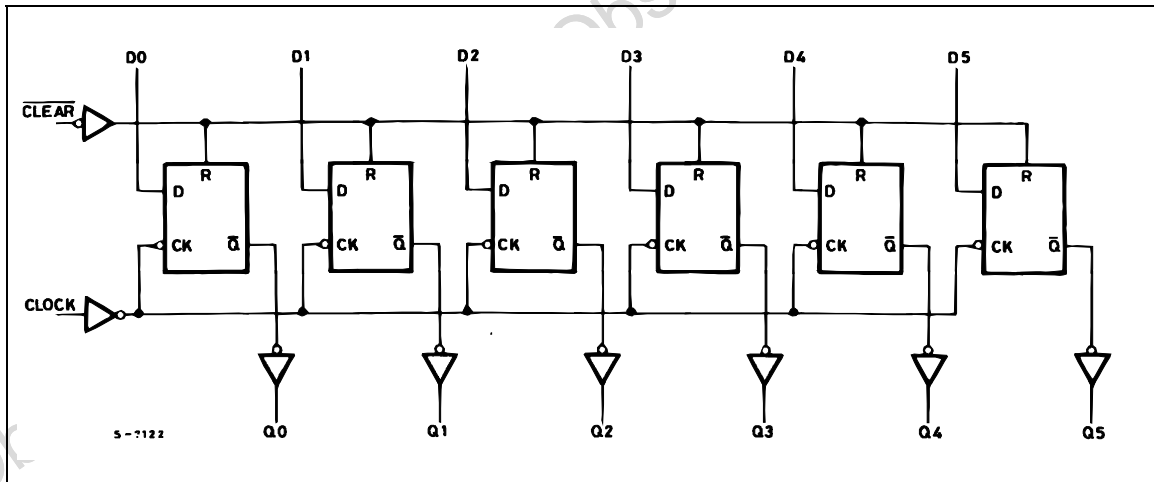 D0 D1 D2 D3 D4 D5
C̅L̅E̅A̅R̅
R R R R R R
D D D D D D
CK Q̅ CK Q̅ CK Q̅ CK Q̅ CK Q̅ CK Q̅
CLOCK
Q0 Q1 Q2 Q3 Q4 Q5